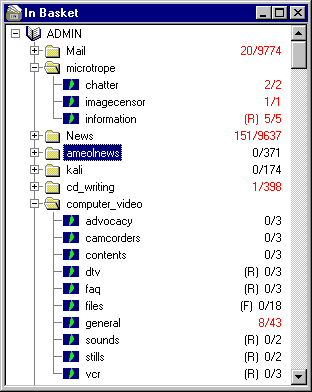 In Basket
ADMIN
Mail 20/9774
microtrope
chatter 2/2
imagecensor 1/1
information (R) 5/5
News 151/9637
ameolnews 0/371
kali 0/174
cd_writing 1/398
computer_video
advocacy 0/3
camcorders 0/3
contents 0/3
dtv (R) 0/3
faq (R) 0/3
files (F) 0/18
general 8/43
sounds (R) 0/2
stills (R) 0/2
vcr (R) 0/3